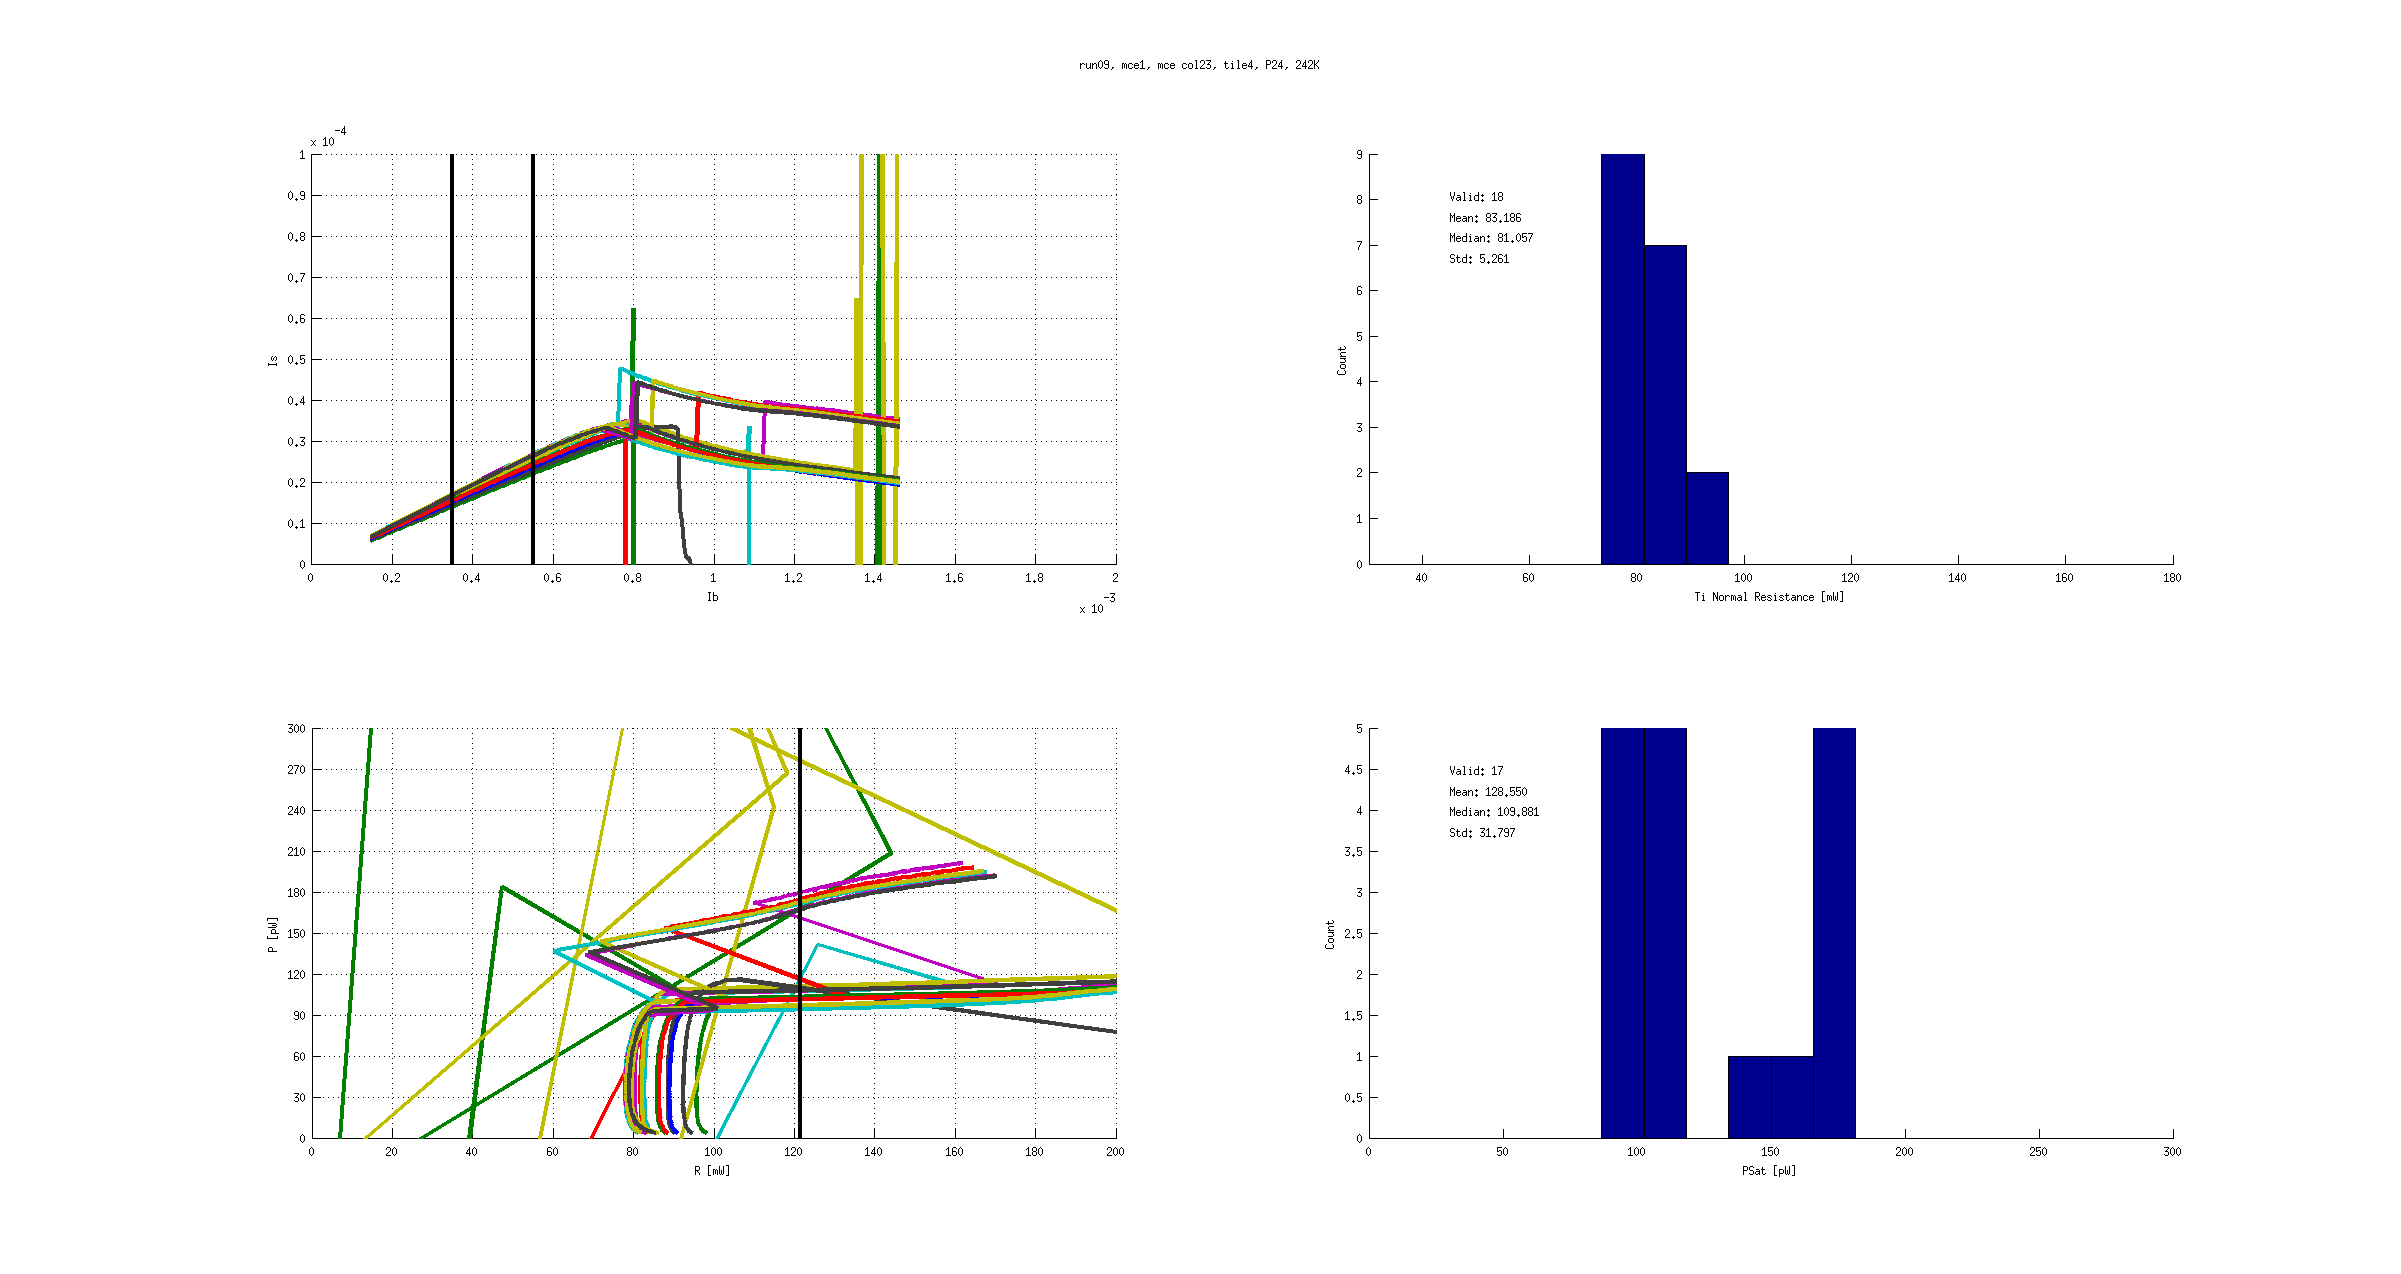 run09, mce1, mce col23, tile4, P24, 242K
x 10
-4
1
0.9
0.8
0.7
0.6
0.5
0.4
0.3
0.2
0.1
0
Is
0 0.2 0.4 0.6 0.8 1 1.2 1.4 1.6 1.8 2
Ib
x 10
-3
9
8
7
6
5
4
3
2
1
0
Count
Valid: 18
Mean: 83.186
Median: 81.057
Std: 5.261
40 60 80 100 120 140 160 180
Ti Normal Resistance [mW]
300
270
240
210
180
150
120
90
60
30
0
P [pW]
0 20 40 60 80 100 120 140 160 180 200
R [mW]
5
4.5
4
3.5
3
2.5
2
1.5
1
0.5
0
Count
Valid: 17
Mean: 128.550
Median: 109.881
Std: 31.797
0 50 100 150 200 250 300
PSat [pW]